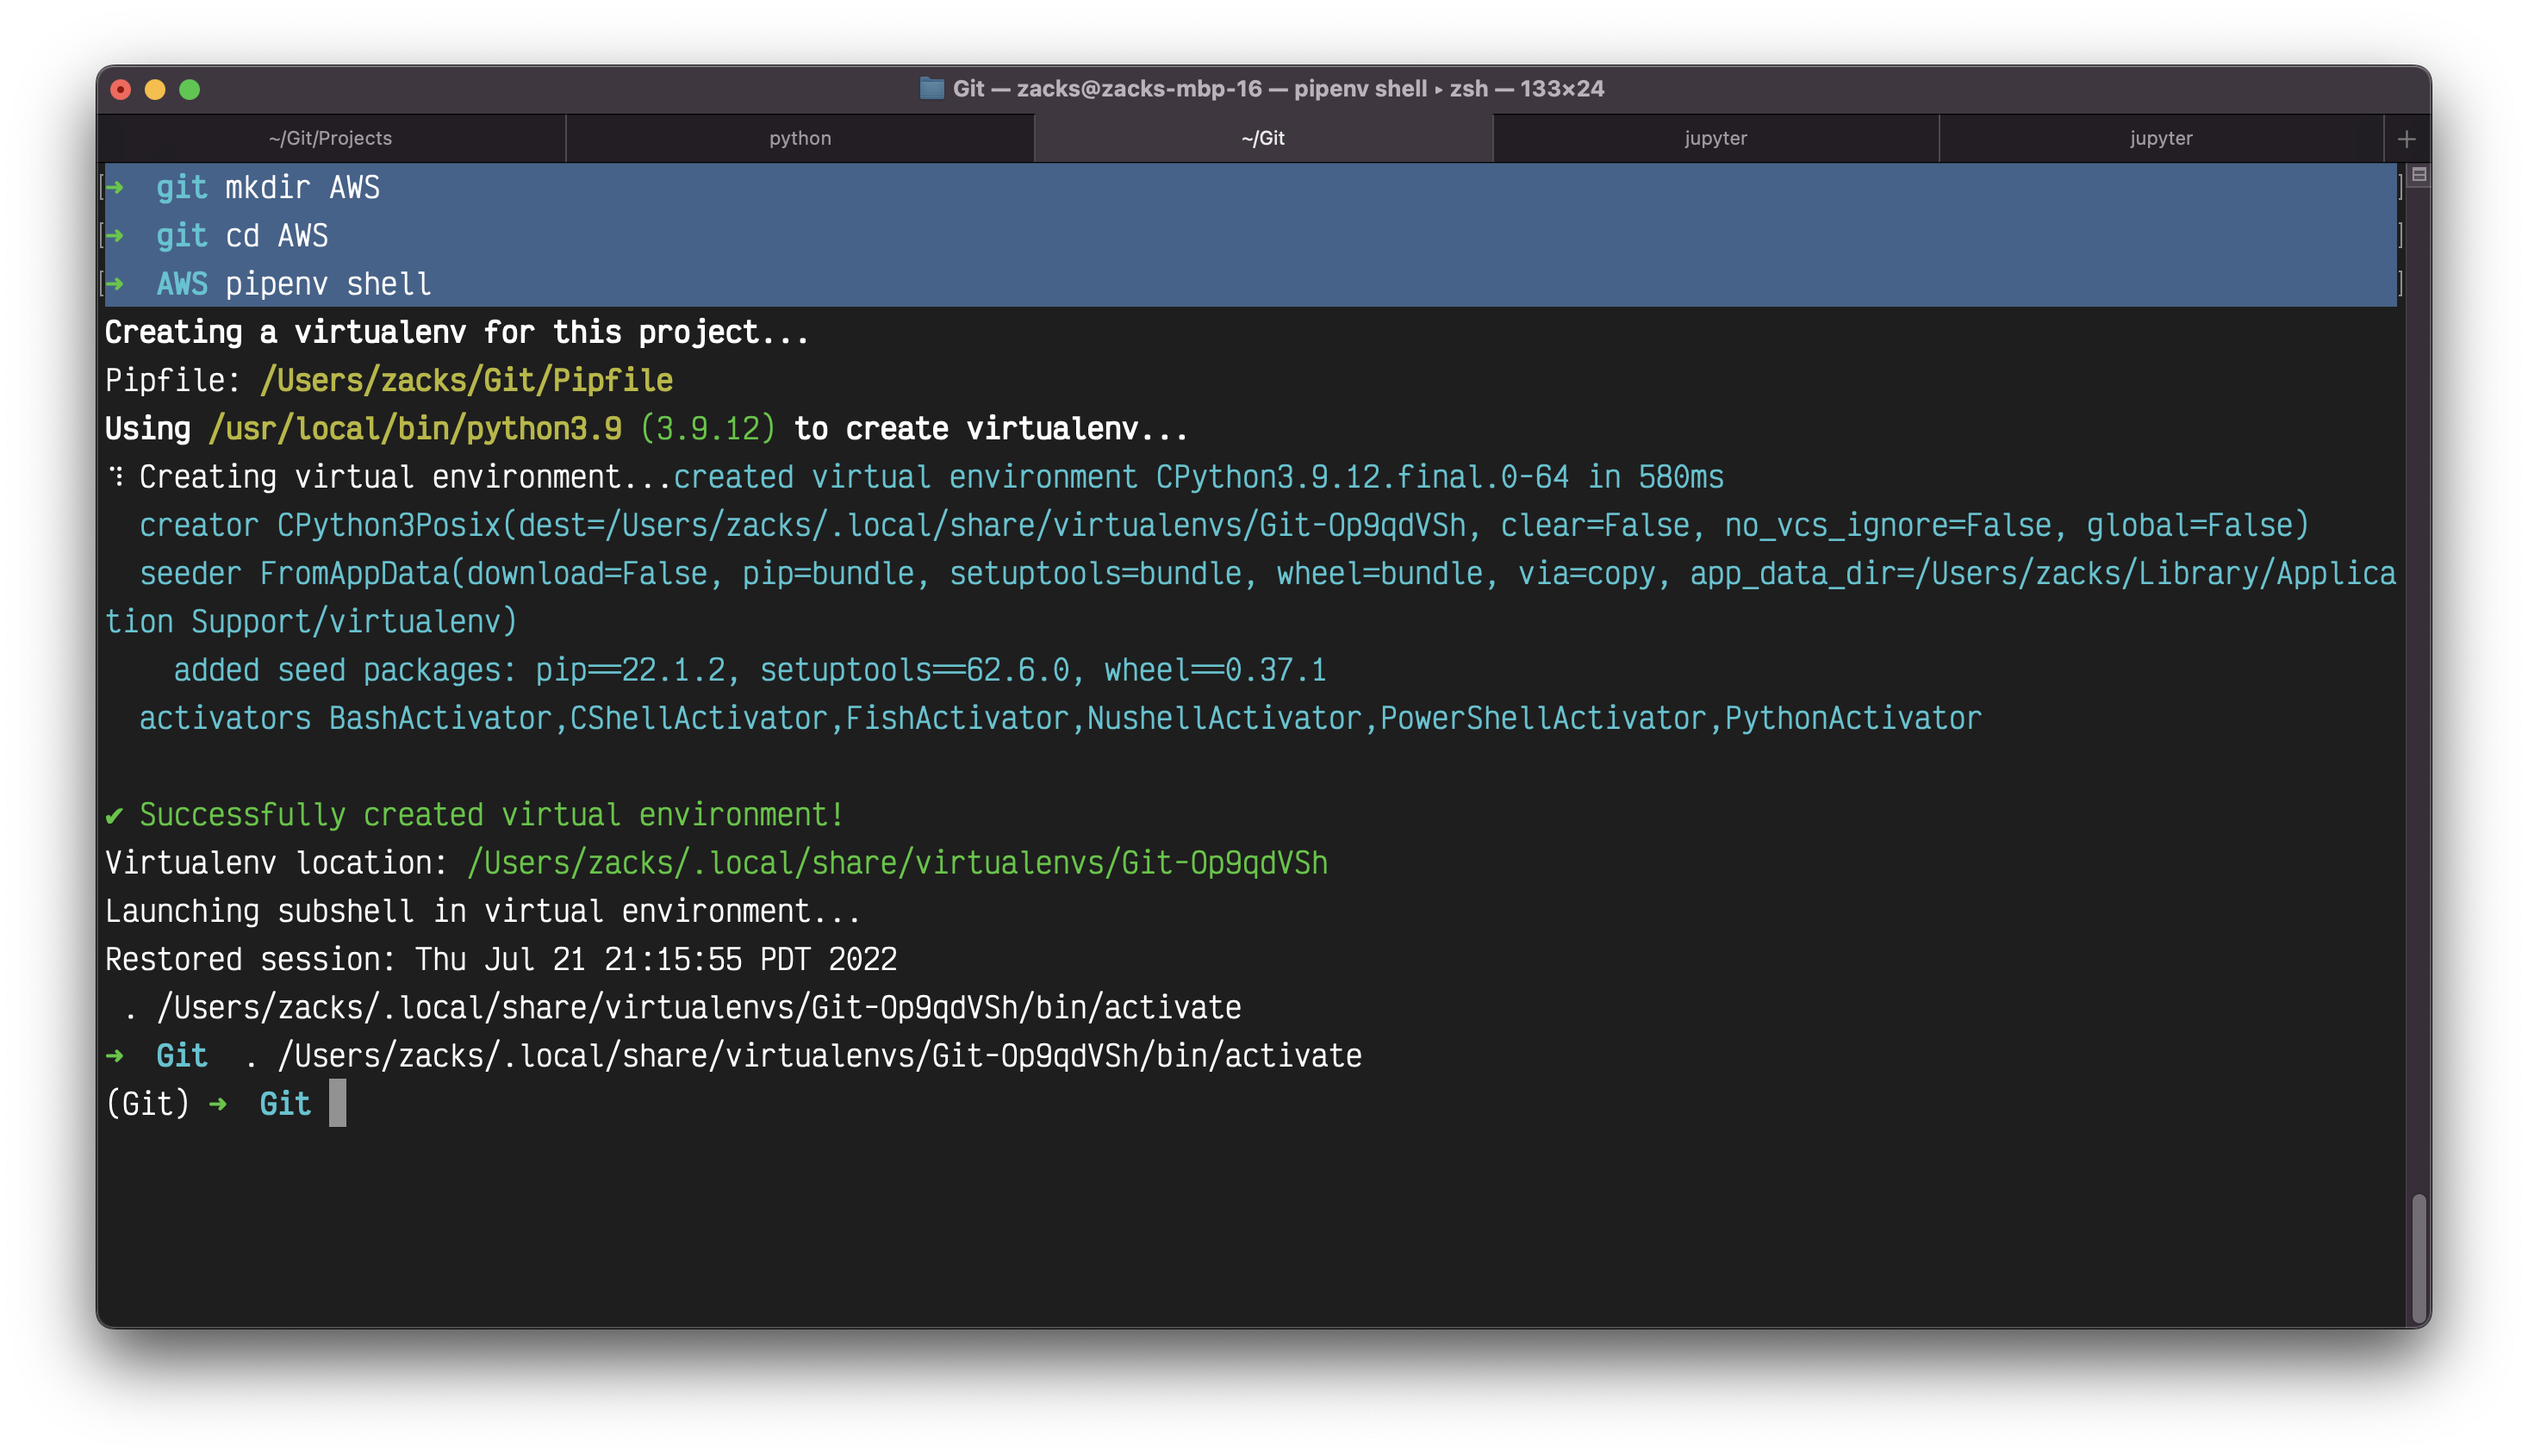 Git — zacks@zacks-mbp-16 — pipenv shell ▸ zsh — 133×24
~/Git/Projects
python
~/Git
jupyter
jupyter
+
[➜  git mkdir AWS ]
[➜  git cd AWS ]
[➜  AWS pipenv shell ]
Creating a virtualenv for this project...
Pipfile: /Users/zacks/Git/Pipfile
Using /usr/local/bin/python3.9 (3.9.12) to create virtualenv...
⠹ Creating virtual environment...created virtual environment CPython3.9.12.final.0-64 in 580ms
  creator CPython3Posix(dest=/Users/zacks/.local/share/virtualenvs/Git-Op9qdVSh, clear=False, no_vcs_ignore=False, global=False)
  seeder FromAppData(download=False, pip=bundle, setuptools=bundle, wheel=bundle, via=copy, app_data_dir=/Users/zacks/Library/Applica
tion Support/virtualenv)
    added seed packages: pip==22.1.2, setuptools==62.6.0, wheel==0.37.1
  activators BashActivator,CShellActivator,FishActivator,NushellActivator,PowerShellActivator,PythonActivator
✔ Successfully created virtual environment!
Virtualenv location: /Users/zacks/.local/share/virtualenvs/Git-Op9qdVSh
Launching subshell in virtual environment...
Restored session: Thu Jul 21 21:15:55 PDT 2022
 . /Users/zacks/.local/share/virtualenvs/Git-Op9qdVSh/bin/activate
➜  Git  . /Users/zacks/.local/share/virtualenvs/Git-Op9qdVSh/bin/activate
(Git) ➜  Git